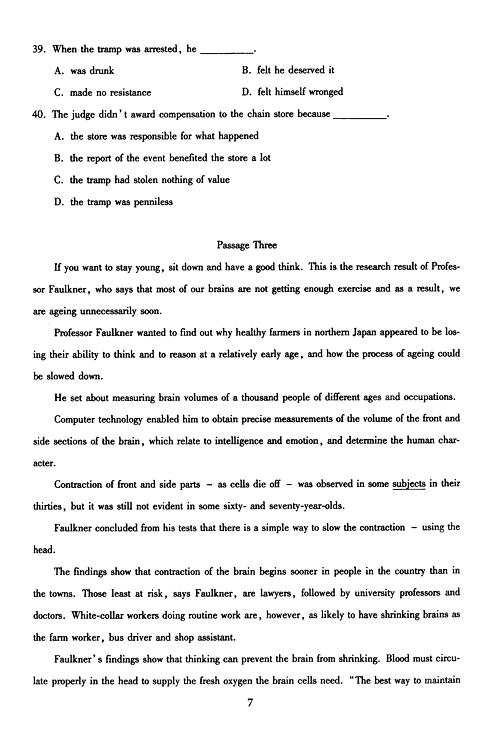 39. When the tramp was arrested, he ________.
A. was drunk B. felt he deserved it
C. made no resistance D. felt himself wronged
40. The judge didn't award compensation to the chain store because ________.
A. the store was responsible for what happened
B. the report of the event benefited the store a lot
C. the tramp had stolen nothing of value
D. the tramp was penniless
Passage Three
If you want to stay young, sit down and have a good think. This is the research result of Profes-
sor Faulkner, who says that most of our brains are not getting enough exercise and as a result, we
are ageing unnecessarily soon.
Professor Faulkner wanted to find out why healthy farmers in northern Japan appeared to be los-
ing their ability to think and to reason at a relatively early age, and how the process of ageing could
be slowed down.
He set about measuring brain volumes of a thousand people of different ages and occupations.
Computer technology enabled him to obtain precise measurements of the volume of the front and
side sections of the brain, which relate to intelligence and emotion, and determine the human char-
acter.
Contraction of front and side parts – as cells die off – was observed in some subjects in their
thirties, but it was still not evident in some sixty- and seventy-year-olds.
Faulkner concluded from his tests that there is a simple way to slow the contraction – using the
head.
The findings show that contraction of the brain begins sooner in people in the country than in
the towns. Those least at risk, says Faulkner, are lawyers, followed by university professors and
doctors. White-collar workers doing routine work are, however, as likely to have shrinking brains as
the farm worker, bus driver and shop assistant.
Faulkner's findings show that thinking can prevent the brain from shrinking. Blood must circu-
late properly in the head to supply the fresh oxygen the brain cells need. "The best way to maintain
7